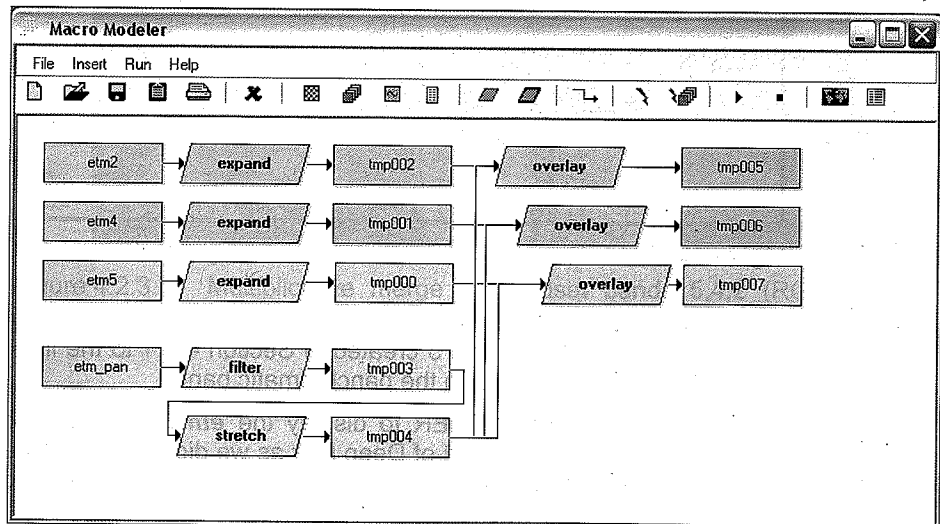 Macro Modeler
File Insert Run Help
etm2 expand tmp002 overlay tmp005
etm4 expand tmp001 overlay tmp006
etm5 expand tmp000 overlay tmp007
etm_pan filter tmp003
stretch tmp004